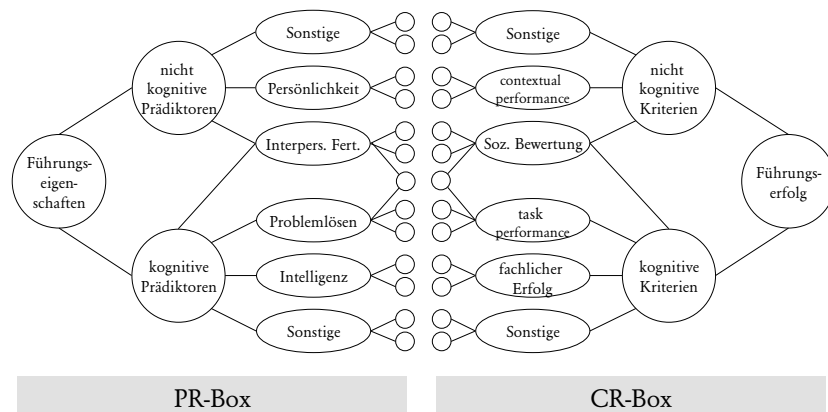 Sonstige
nicht
kognitive
Prädiktoren
Persönlichkeit
Interpers. Fert.
Führungs-
eigen-
schaften
Problemlösen
kognitive
Prädiktoren
Intelligenz
Sonstige
PR-Box
Sonstige
contextual
performance
nicht
kognitive
Kriterien
Soz. Bewertung
Führungs-
erfolg
task
performance
fachlicher
Erfolg
kognitive
Kriterien
Sonstige
CR-Box